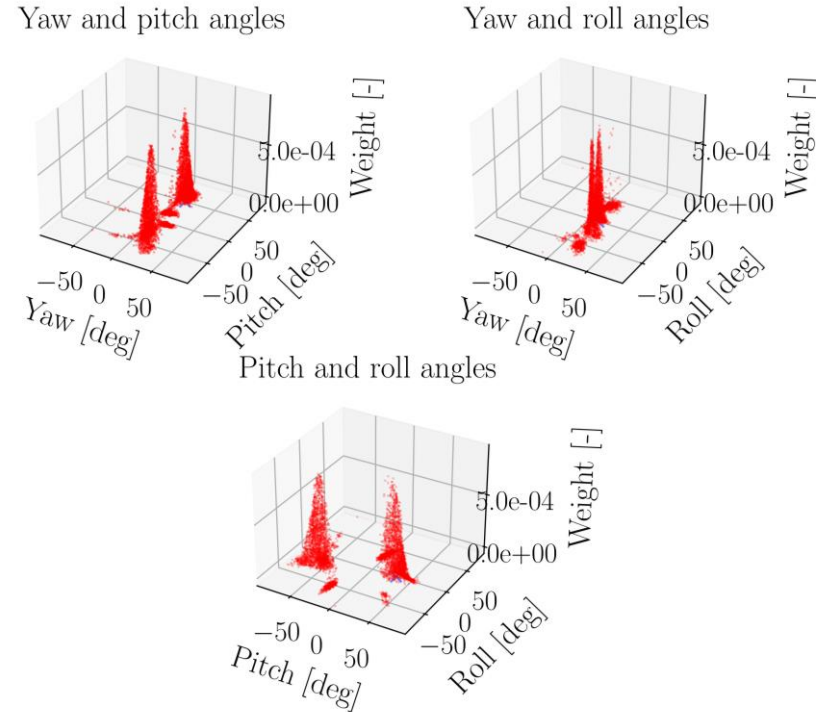 Yaw and pitch angles
Weight [-]
5.0e-04
0.0e+00
−50
0
50
Yaw [deg]
−50
0
50
Pitch [deg]
Yaw and roll angles
Weight [-]
5.0e-04
0.0e+00
−50
0
50
Yaw [deg]
−50
0
50
Roll [deg]
Pitch and roll angles
Weight [-]
5.0e-04
0.0e+00
−50
0
50
Pitch [deg]
−50
0
50
Roll [deg]